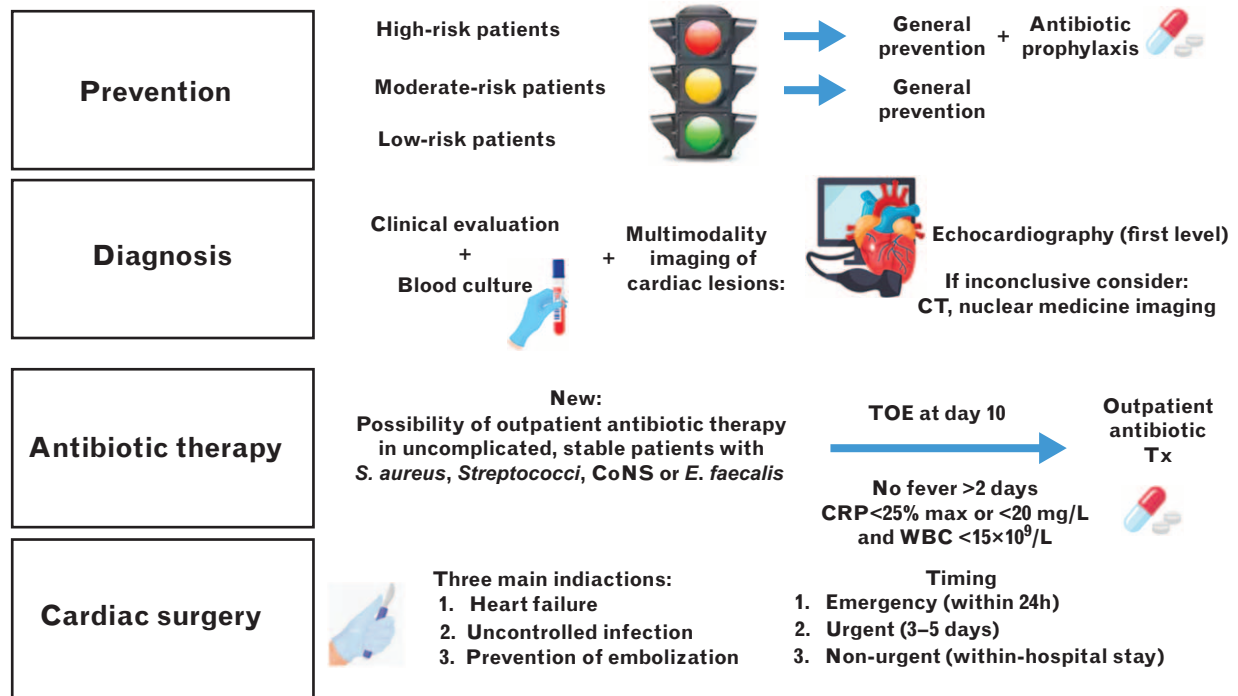 Prevention
High-risk patients
General
prevention
+
Antibiotic
prophylaxis
Moderate-risk patients
General
prevention
Low-risk patients
Diagnosis
Clinical evaluation
+
Blood culture
+
Multimodality
imaging of
cardiac lesions:
Echocardiography (first level)
If inconclusive consider:
CT, nuclear medicine imaging
Antibiotic therapy
New:
Possibility of outpatient antibiotic therapy
in uncomplicated, stable patients with
S. aureus, Streptococci, CoNS or E. faecalis
TOE at day 10
No fever >2 days
CRP<25% max or <20 mg/L
and WBC <15×10⁹/L
Outpatient
antibiotic
Tx
Cardiac surgery
Three main indiactions:
1. Heart failure
2. Uncontrolled infection
3. Prevention of embolization
Timing
1. Emergency (within 24h)
2. Urgent (3–5 days)
3. Non-urgent (within-hospital stay)